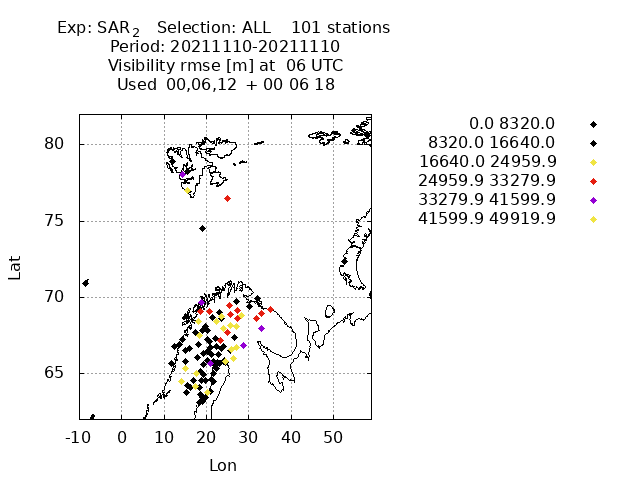 Exp: SAR2 Selection: ALL 101 stations
Period: 20211110-20211110
Visibility rmse [m] at 06 UTC
Used 00,06,12 + 00 06 18
0.0 8320.0
8320.0 16640.0
16640.0 24959.9
24959.9 33279.9
33279.9 41599.9
41599.9 49919.9
80
75
70
65
Lat
-10 0 10 20 30 40 50
Lon